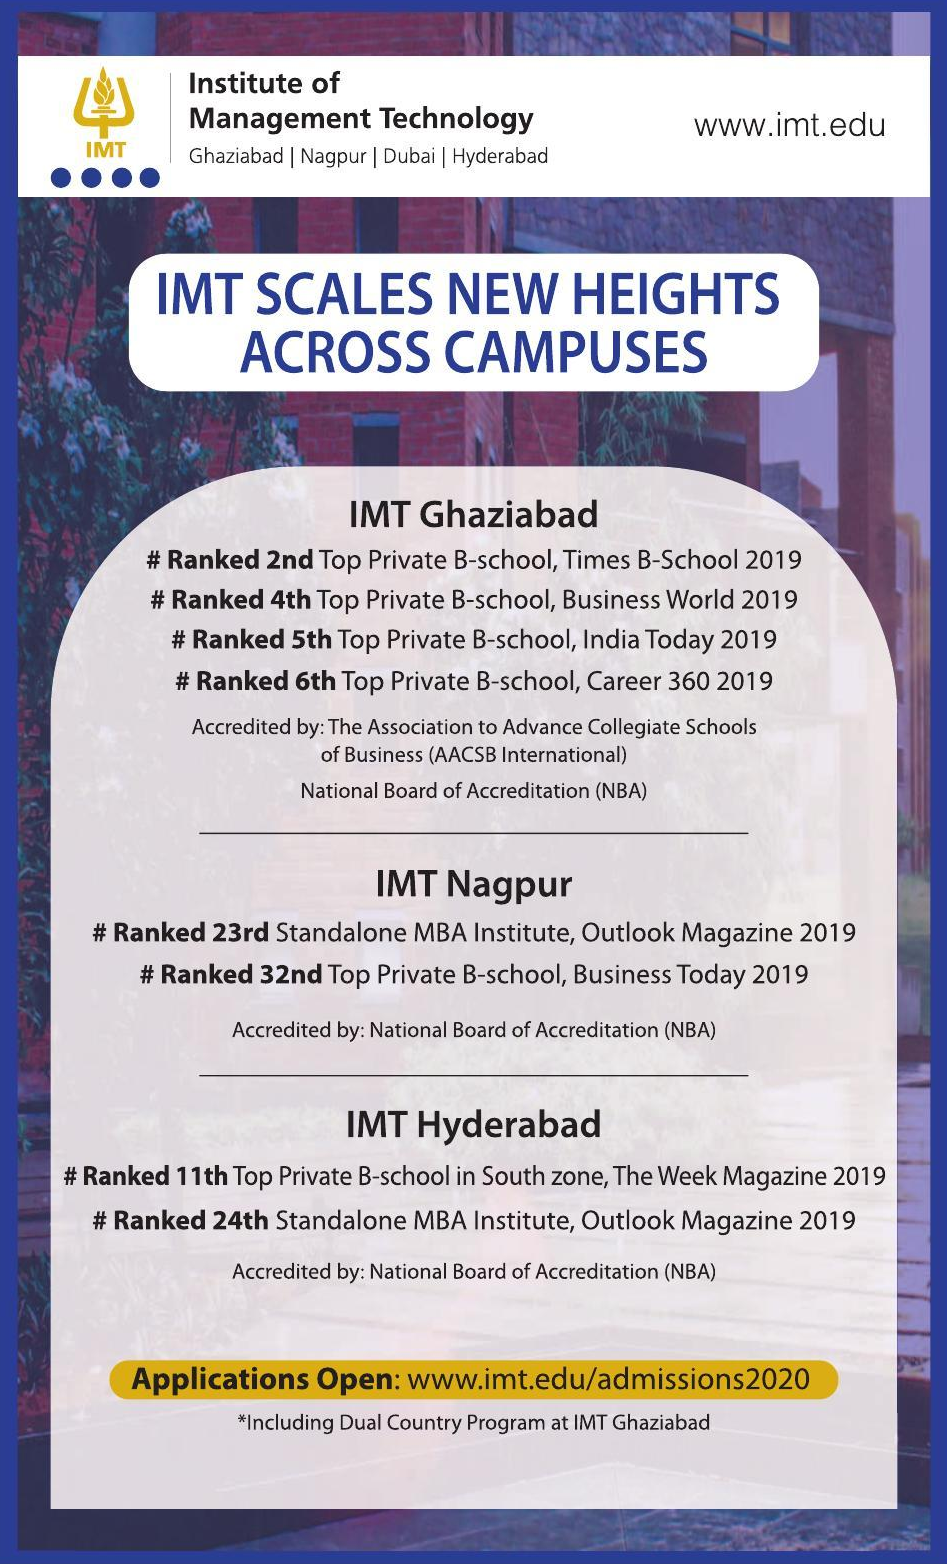 IMT
Institute of
Management Technology
Ghaziabad | Nagpur | Dubai | Hyderabad
www.imt.edu
IMT SCALES NEW HEIGHTS
ACROSS CAMPUSES
IMT Ghaziabad
# Ranked 2nd Top Private B-school, Times B-School 2019
# Ranked 4th Top Private B-school, Business World 2019
# Ranked 5th Top Private B-school, India Today 2019
# Ranked 6th Top Private B-school, Career 360 2019
Accredited by: The Association to Advance Collegiate Schools
of Business (AACSB International)
National Board of Accreditation (NBA)
IMT Nagpur
# Ranked 23rd Standalone MBA Institute, Outlook Magazine 2019
# Ranked 32nd Top Private B-school, Business Today 2019
Accredited by: National Board of Accreditation (NBA)
IMT Hyderabad
# Ranked 11th Top Private B-school in South zone, The Week Magazine 2019
# Ranked 24th Standalone MBA Institute, Outlook Magazine 2019
Accredited by: National Board of Accreditation (NBA)
Applications Open: www.imt.edu/admissions2020
*Including Dual Country Program at IMT Ghaziabad